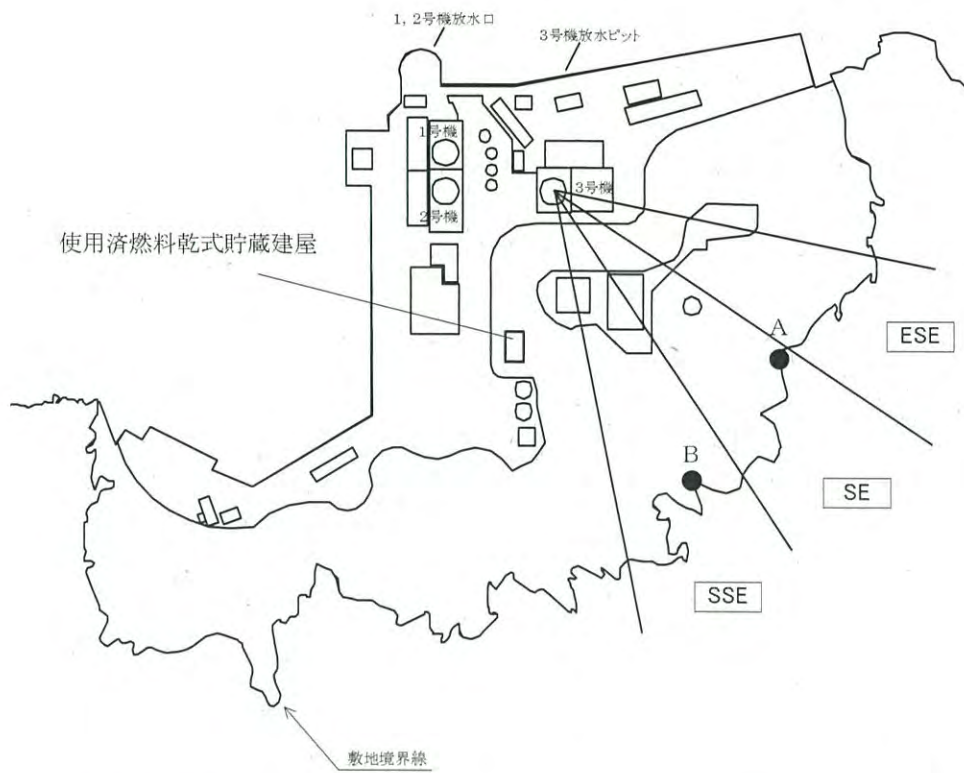 1, 2号機放水口
3号機放水ピット
1号機
3号機
2号機
使用済燃料乾式貯蔵建屋
A
ESE
B
SE
SSE
敷地境界線